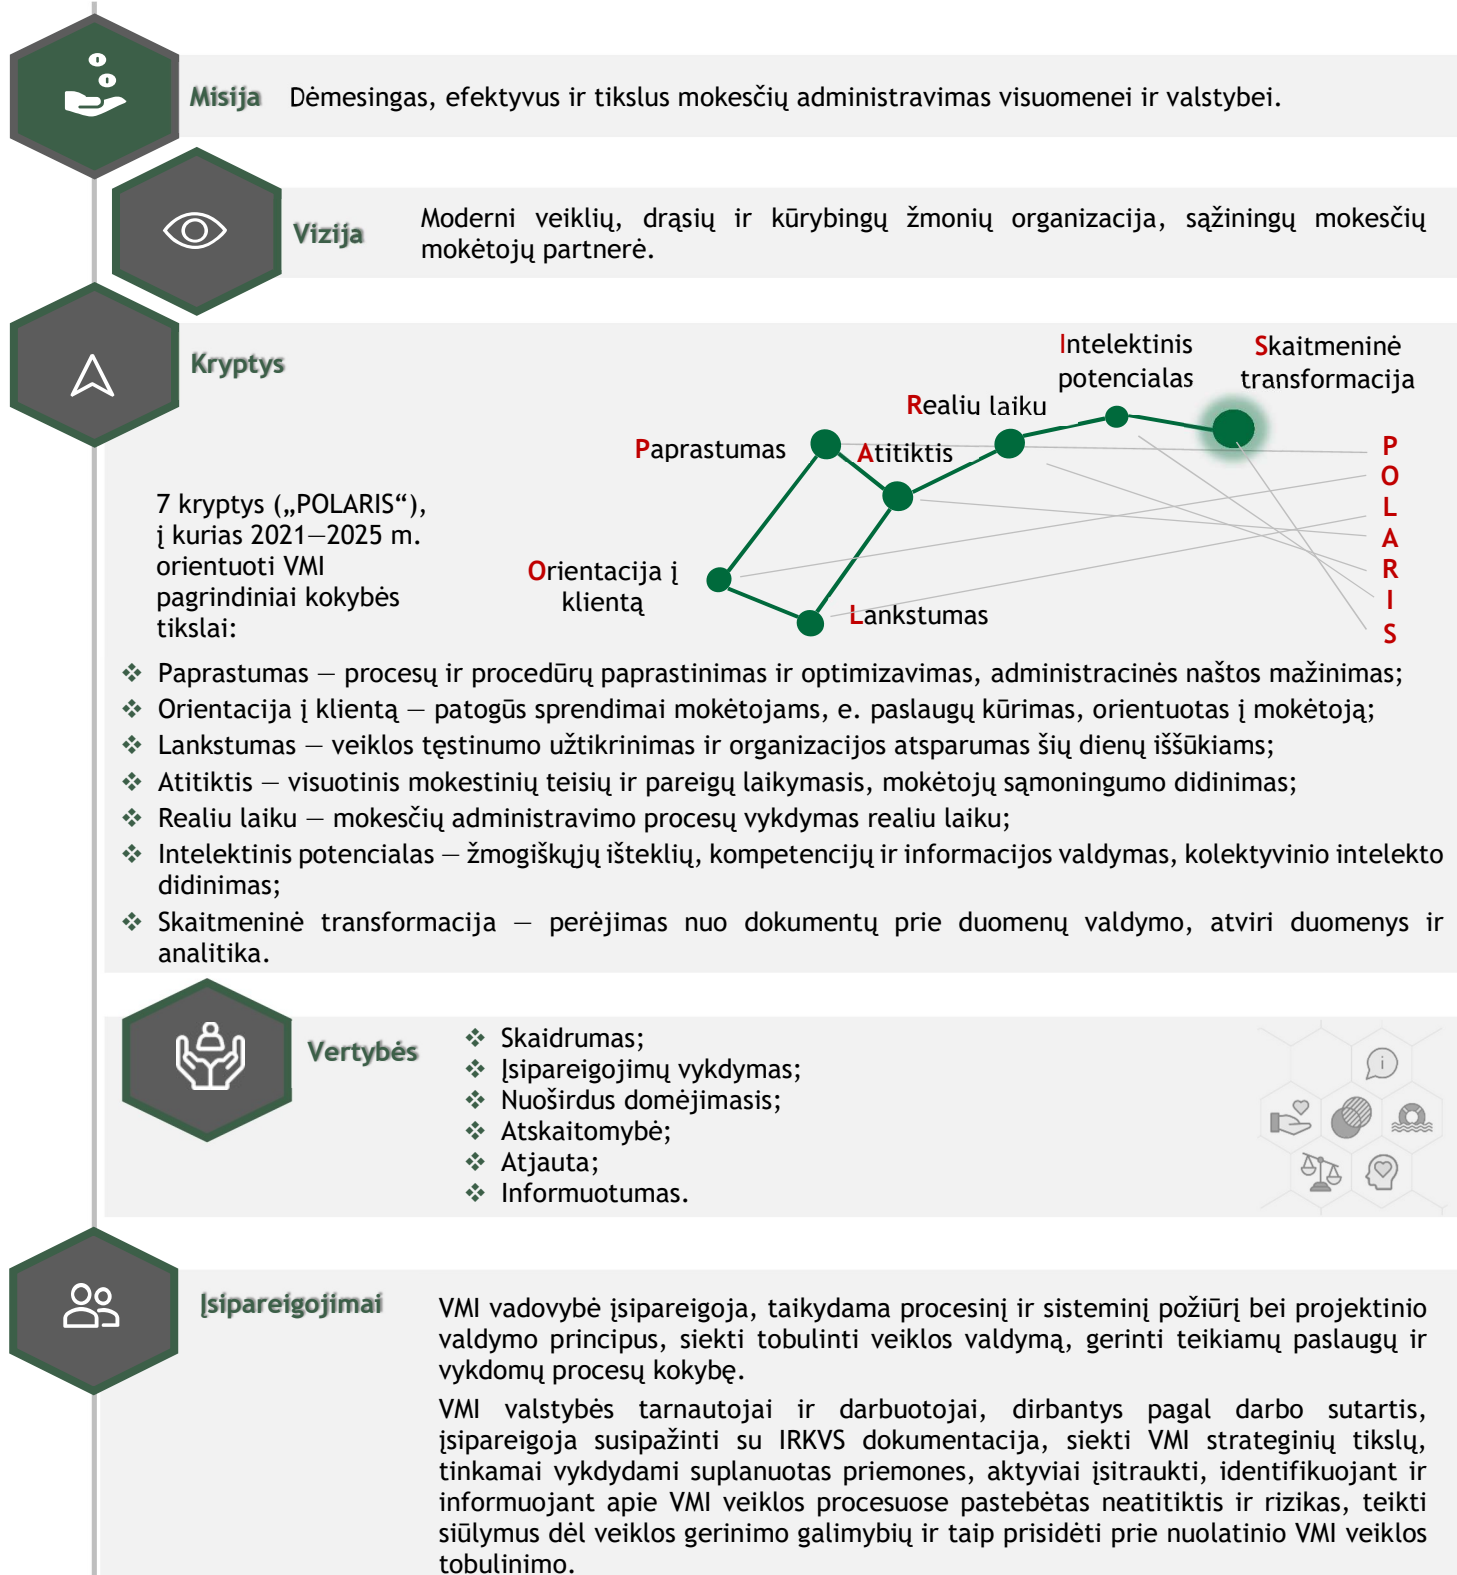 Misija
Dėmesingas, efektyvus ir tikslus mokesčių administravimas visuomenei ir valstybei.
Vizija
Moderni veiklių, drąsių ir kūrybingų žmonių organizacija, sąžiningų mokesčių
mokėtojų partnerė.
Kryptys
Intelektinis
potencialas
Skaitmeninė
transformacija
Realiu laiku
Paprastumas
Atitiktis
Orientacija į
klientą
Lankstumas
P
O
L
A
R
I
S
7 kryptys („POLARIS“),
į kurias 2021—2025 m.
orientuoti VMI
pagrindiniai kokybės
tikslai:
❖ Paprastumas — procesų ir procedūrų paprastinimas ir optimizavimas, administracinės naštos mažinimas;
❖ Orientacija į klientą — patogūs sprendimai mokėtojams, e. paslaugų kūrimas, orientuotas į mokėtoją;
❖ Lankstumas — veiklos tęstinumo užtikrinimas ir organizacijos atsparumas šių dienų iššūkiams;
❖ Atitiktis — visuotinis mokestinių teisių ir pareigų laikymasis, mokėtojų sąmoningumo didinimas;
❖ Realiu laiku — mokesčių administravimo procesų vykdymas realiu laiku;
❖ Intelektinis potencialas — žmogiškųjų išteklių, kompetencijų ir informacijos valdymas, kolektyvinio intelekto
didinimas;
❖ Skaitmeninė transformacija — perėjimas nuo dokumentų prie duomenų valdymo, atviri duomenys ir
analitika.
Vertybės
❖ Skaidrumas;
❖ Įsipareigojimų vykdymas;
❖ Nuoširdus domėjimasis;
❖ Atskaitomybė;
❖ Atjauta;
❖ Informuotumas.
i
Įsipareigojimai
VMI vadovybė įsipareigoja, taikydama procesinį ir sisteminį požiūrį bei projektinio
valdymo principus, siekti tobulinti veiklos valdymą, gerinti teikiamų paslaugų ir
vykdomų procesų kokybę.
VMI valstybės tarnautojai ir darbuotojai, dirbantys pagal darbo sutartis,
įsipareigoja susipažinti su IRKVS dokumentacija, siekti VMI strateginių tikslų,
tinkamai vykdydami suplanuotas priemones, aktyviai įsitraukti, identifikuojant ir
informuojant apie VMI veiklos procesuose pastebėtas neatitiktis ir rizikas, teikti
siūlymus dėl veiklos gerinimo galimybių ir taip prisidėti prie nuolatinio VMI veiklos
tobulinimo.